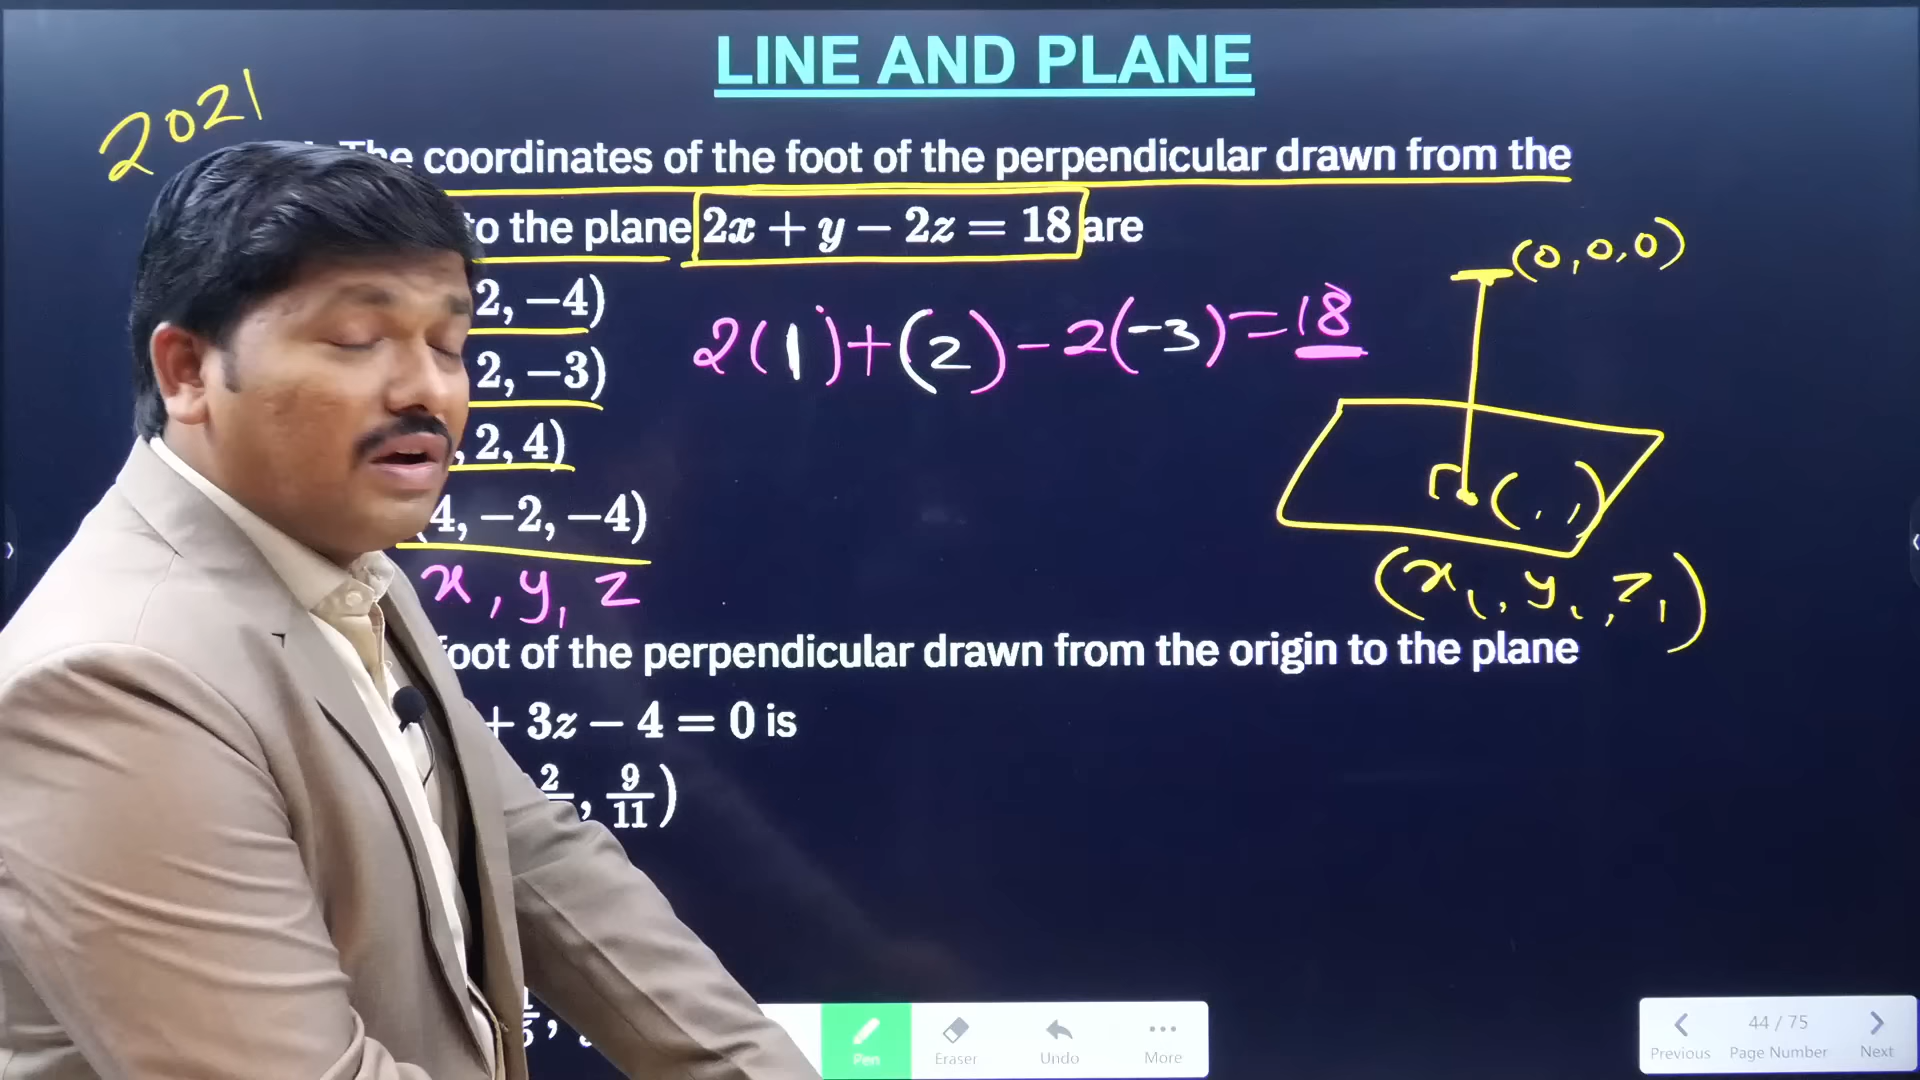 LINE AND PLANE
2021
The coordinates of the foot of the perpendicular drawn from the
to the plane 2x + y − 2z = 18 are
(0,0,0)
2, −4)
2(1)+(2)−2(−3)=18
2, −3)
, 2, 4)
( , , )
4, −2, −4)
x, y, z
(x₁, y₁, z₁)
foot of the perpendicular drawn from the origin to the plane
+ 3z − 4 = 0 is
2 , 9/11)
Pen
Eraser
Undo
More
44 / 75
Previous Page Number Next